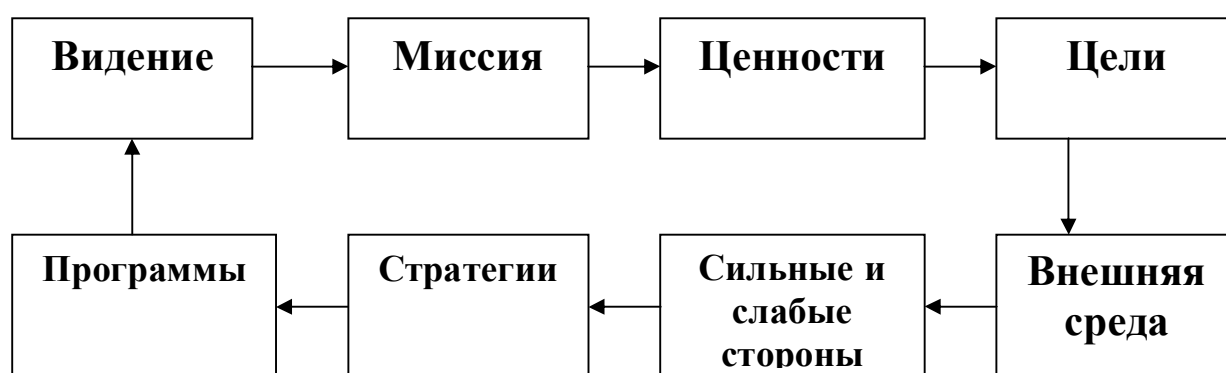 Видение
Миссия
Ценности
Цели
Программы
Стратегии
Сильные и
слабые
стороны
Внешняя
среда